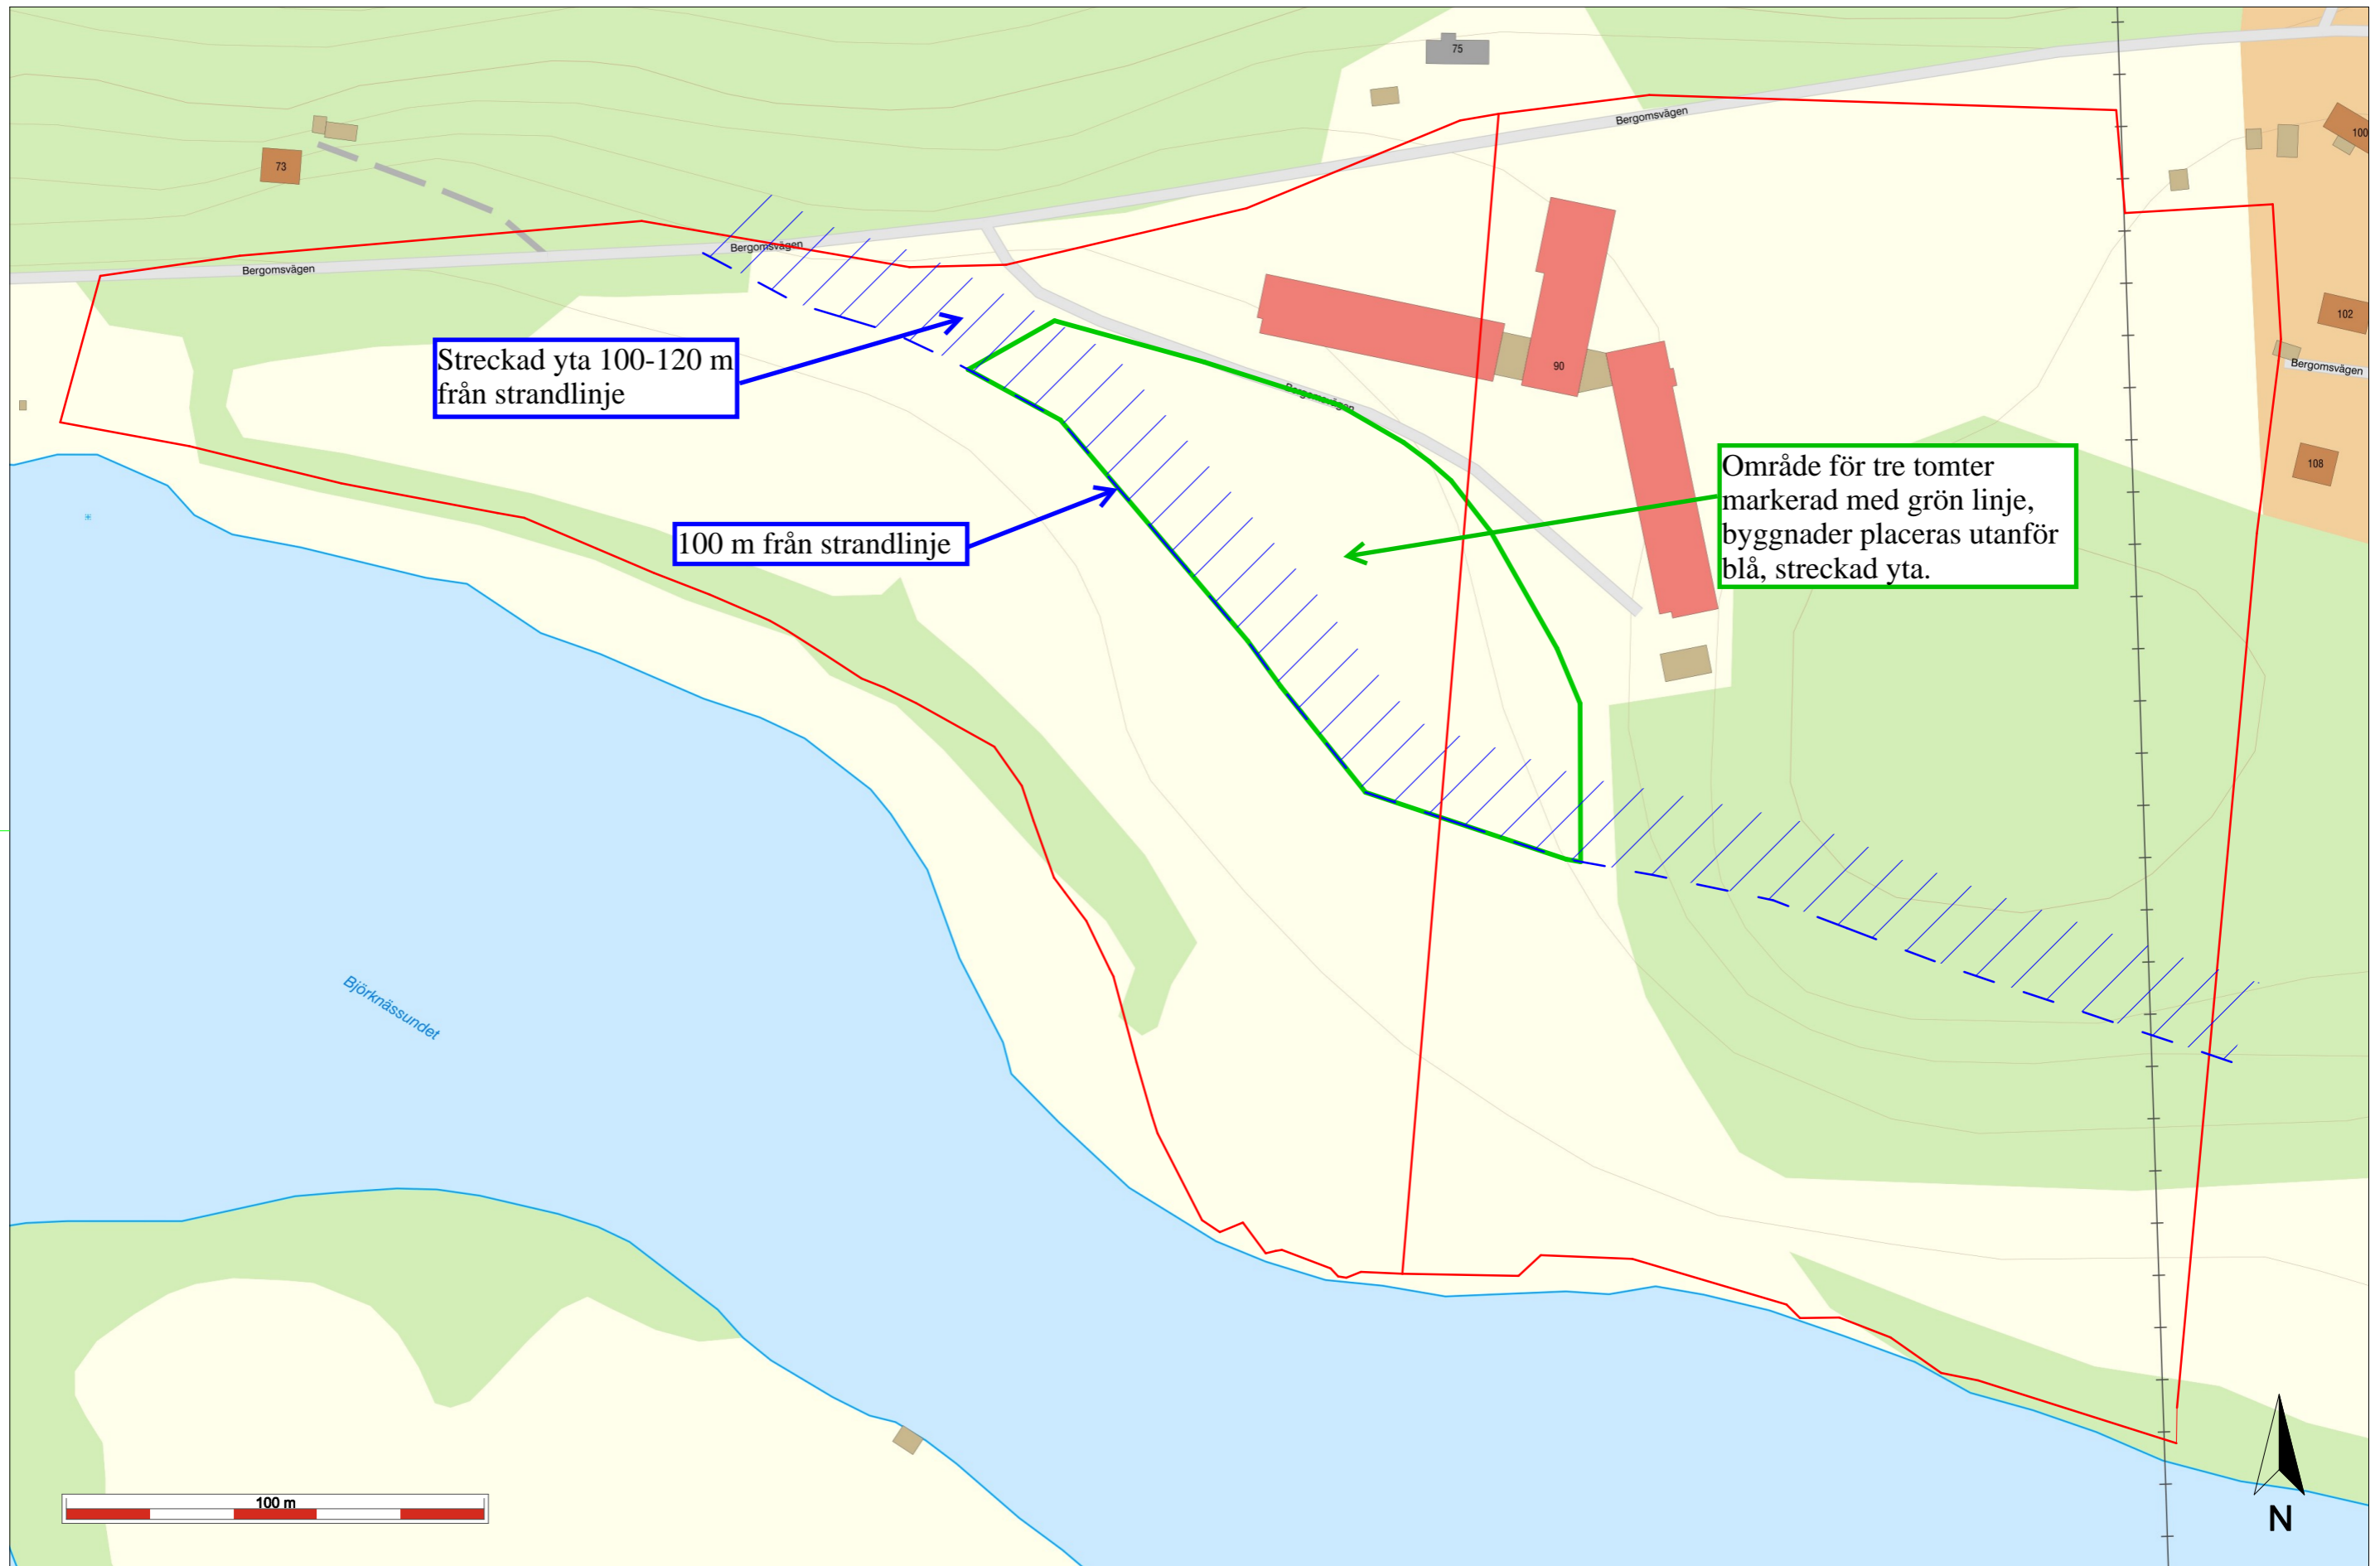 75
Bergomsvägen
100
73
Bergomsvägen
Bergomsvägen
102
Streckad yta 100-120 m
från strandlinje
90
Bergomsvägen
Bergomsvägen
Område för tre tomter
markerad med grön linje,
byggnader placeras utanför
blå, streckad yta.
108
100 m från strandlinje
Björknässundet
100 m
N